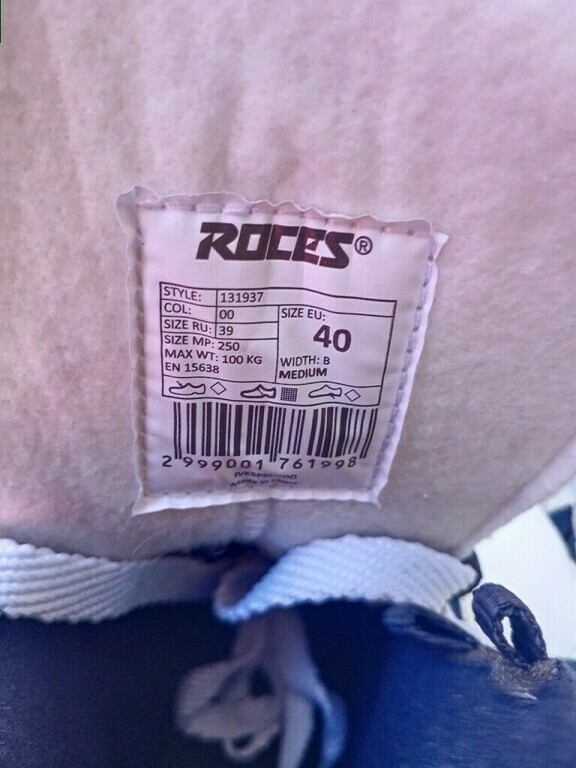 ROCES®
STYLE: 131937
COL: 00
SIZE RU: 39
SIZE MP: 250
MAX WT: 100 KG
EN 15638
SIZE EU:
40
WIDTH: B
MEDIUM
2 999001 761998